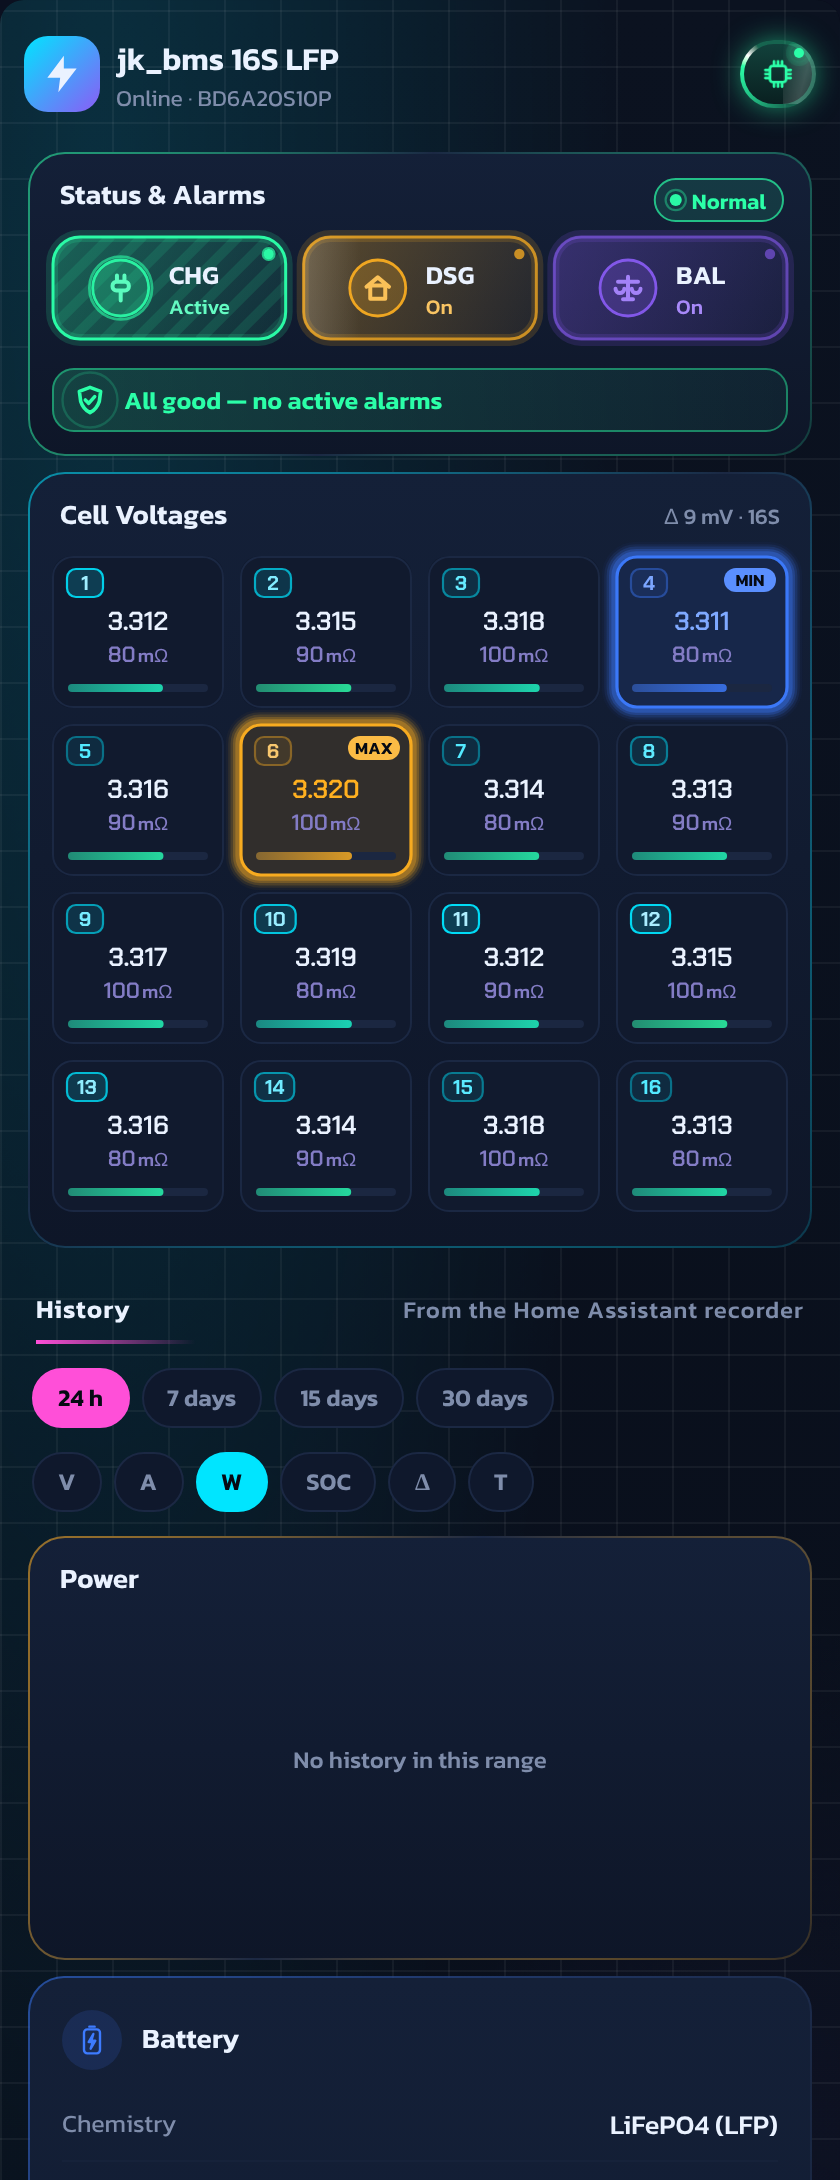 jk_bms 16S LFP
Online · BD6A20S10P
Status & Alarms
Normal
CHG
Active
DSG
On
BAL
On
All good — no active alarms
Cell Voltages
Δ 9 mV · 16S
1
3.312
80 mΩ
2
3.315
90 mΩ
3
3.318
100 mΩ
4
MIN
3.311
80 mΩ
5
3.316
90 mΩ
6
MAX
3.320
100 mΩ
7
3.314
80 mΩ
8
3.313
90 mΩ
9
3.317
100 mΩ
10
3.319
80 mΩ
11
3.312
90 mΩ
12
3.315
100 mΩ
13
3.316
80 mΩ
14
3.314
90 mΩ
15
3.318
100 mΩ
16
3.313
80 mΩ
History
From the Home Assistant recorder
24 h
7 days
15 days
30 days
V
A
W
SOC
Δ
T
Power
No history in this range
Battery
Chemistry
LiFePO4 (LFP)